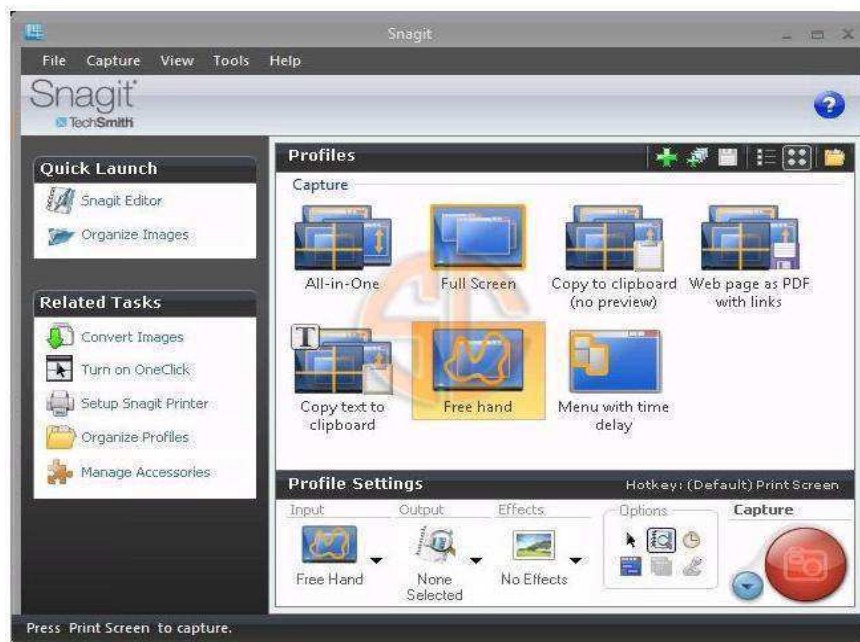 Snagit
File Capture View Tools Help
Snagit
TechSmith
?
Quick Launch
Snagit Editor
Organize Images
Related Tasks
Convert Images
Turn on OneClick
Setup Snagit Printer
Organize Profiles
Manage Accessories
Profiles
Capture
All-in-One
Full Screen
Copy to clipboard
(no preview)
Web page as PDF
with links
T
Copy text to
clipboard
Free hand
Menu with time
delay
Profile Settings
Hotkey: (Default) Print Screen
Input
Output
Effects
Options
Capture
Free Hand
None
Selected
No Effects
Press Print Screen to capture.